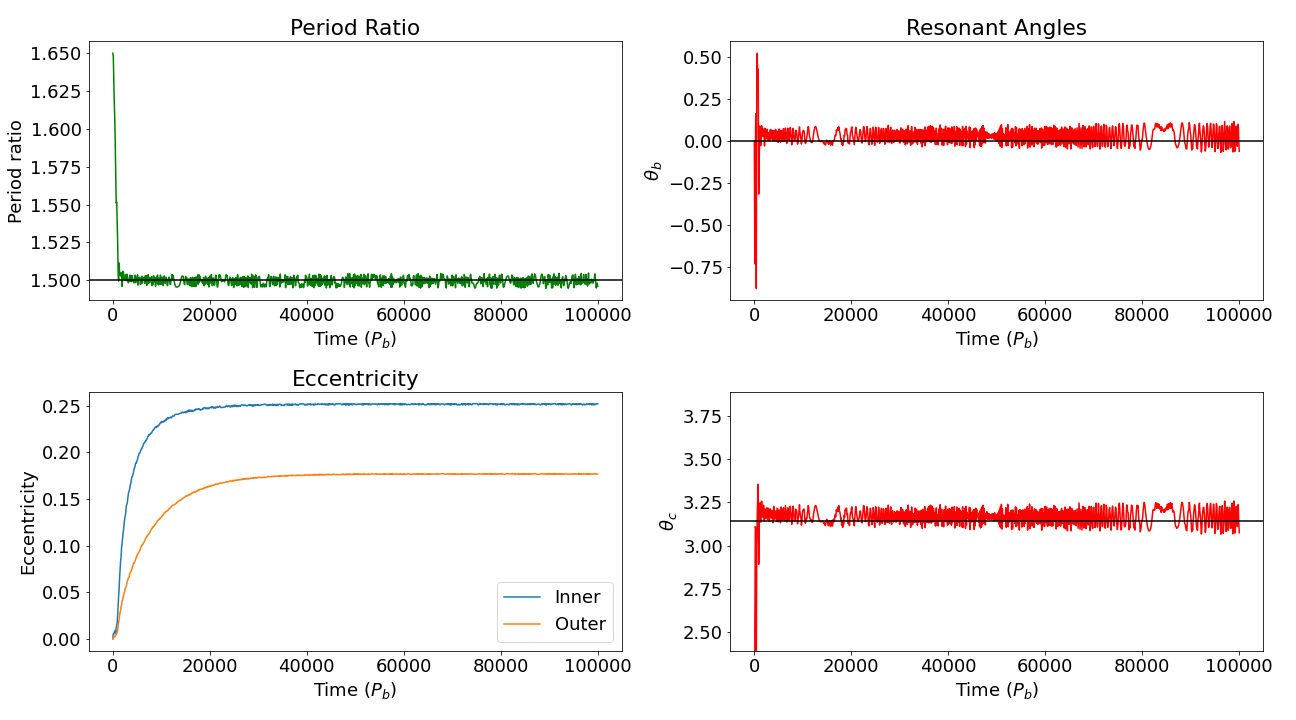 Period Ratio
Period ratio
1.650
1.625
1.600
1.575
1.550
1.525
1.500
0 20000 40000 60000 80000 100000
Time (P_b)
Resonant Angles
θ_b
0.50
0.25
0.00
−0.25
−0.50
−0.75
0 20000 40000 60000 80000 100000
Time (P_b)
Eccentricity
Eccentricity
0.25
0.20
0.15
0.10
0.05
0.00
Inner
Outer
0 20000 40000 60000 80000 100000
Time (P_b)
θ_c
3.75
3.50
3.25
3.00
2.75
2.50
0 20000 40000 60000 80000 100000
Time (P_b)